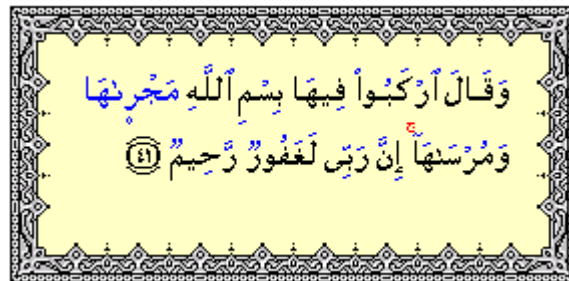 وَقَالَ ٱرْكَبُوا۟ فِيهَا بِسْمِ ٱللَّهِ مَجْر۪ىٰهَا
وَمُرْسَىٰهَآ ۚ إِنَّ رَبِّى لَغَفُورٌ رَّحِيمٌ ﴿٤١﴾